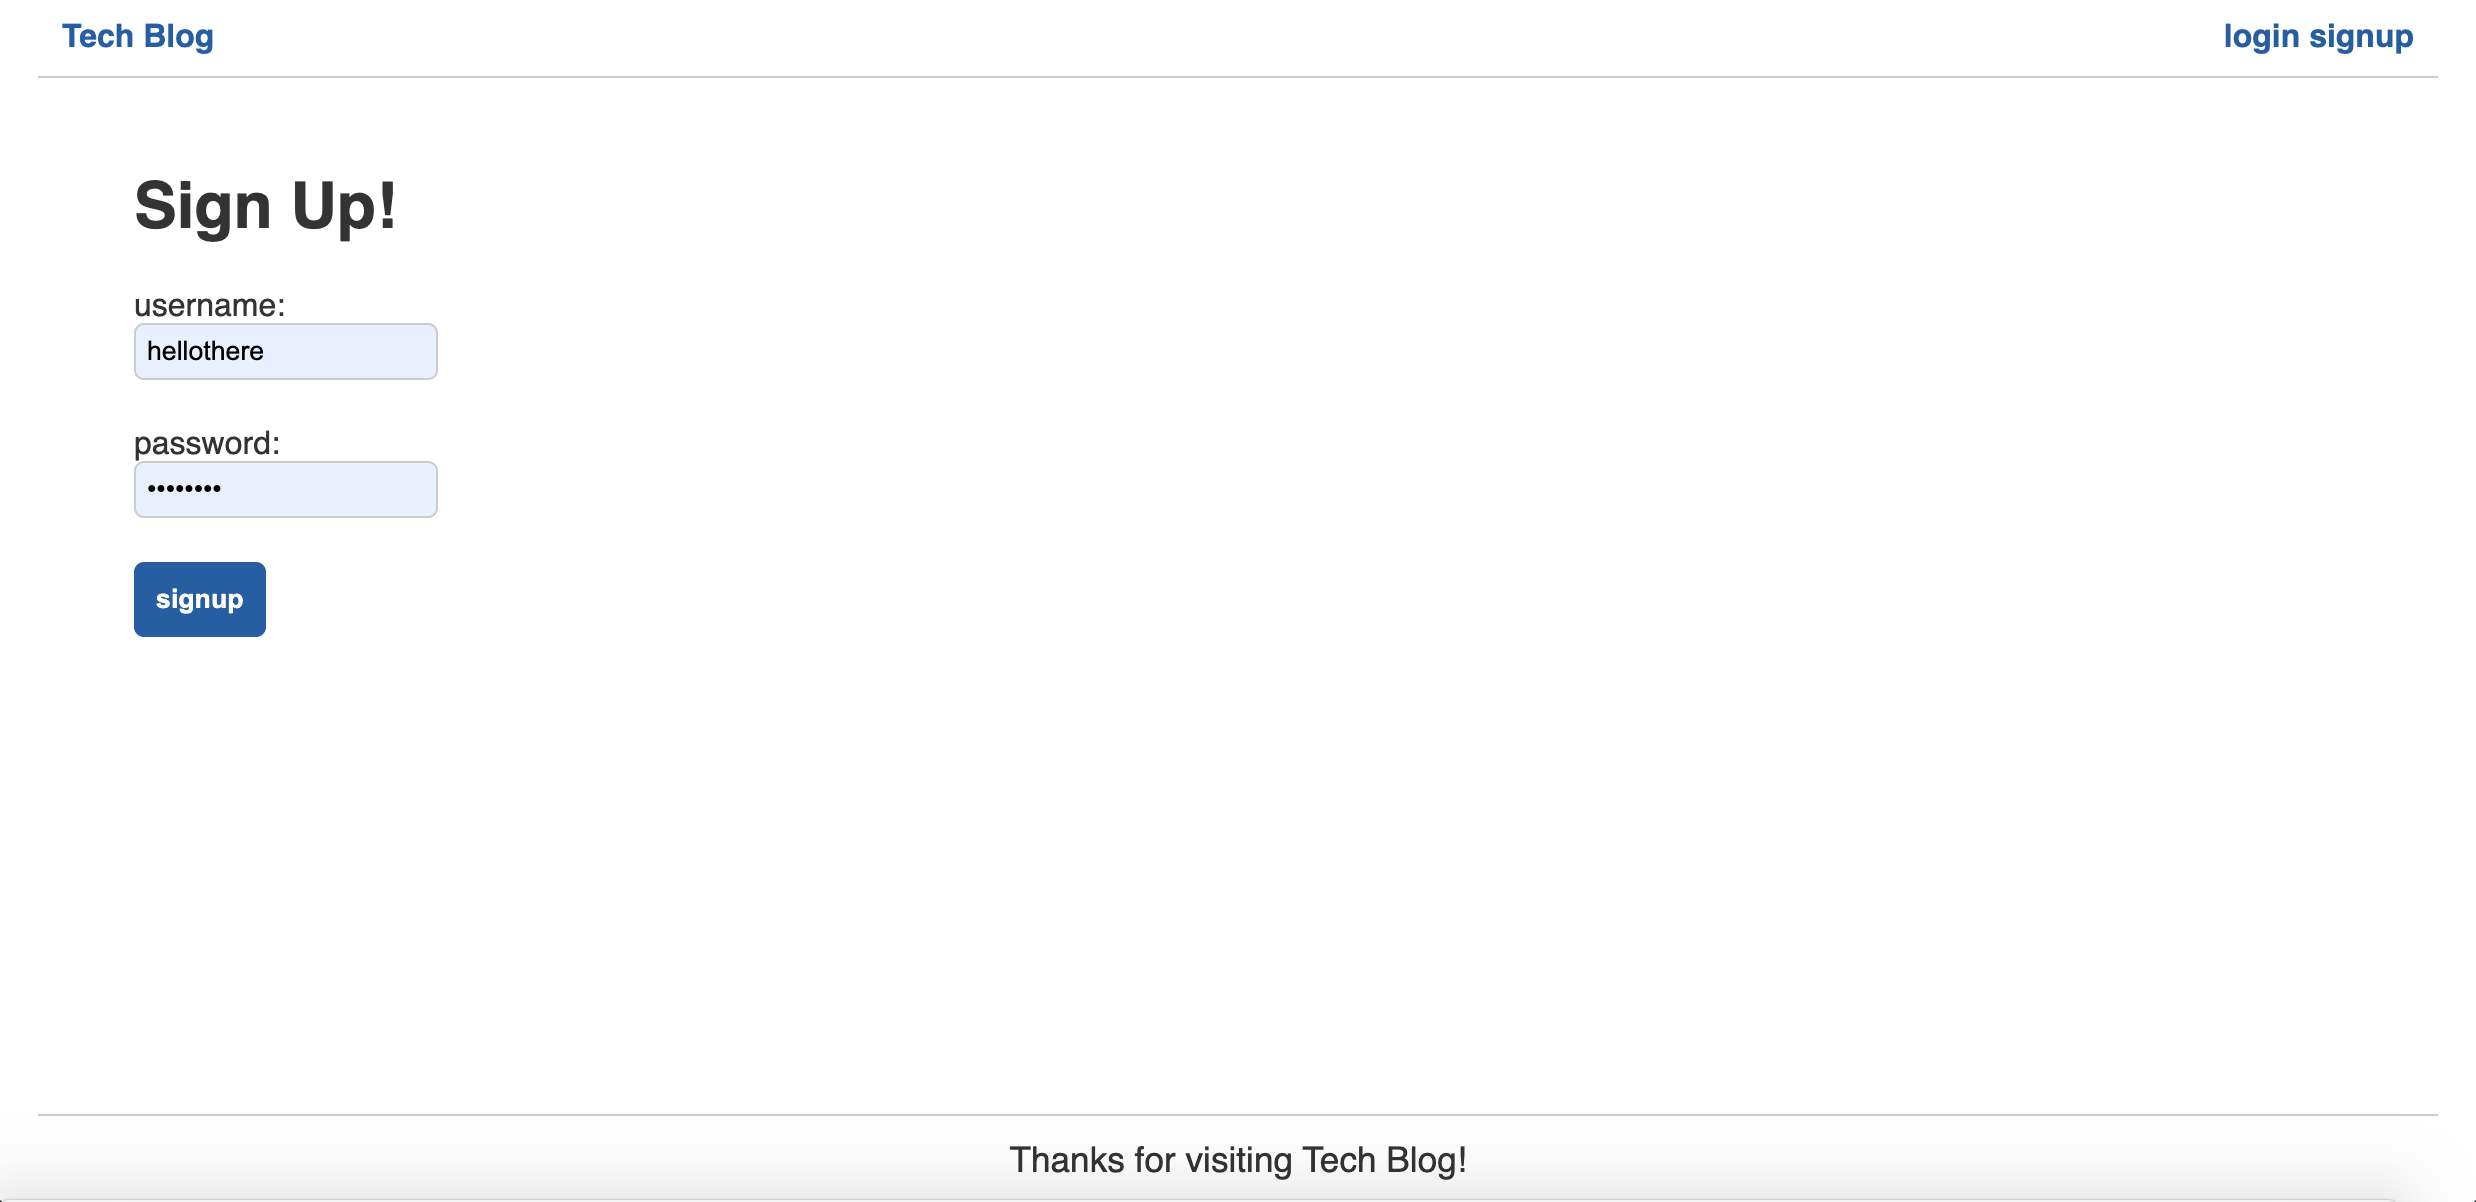 Tech Blog
login signup
Sign Up!
username:
hellothere
password:
••••••••
signup
Thanks for visiting Tech Blog!